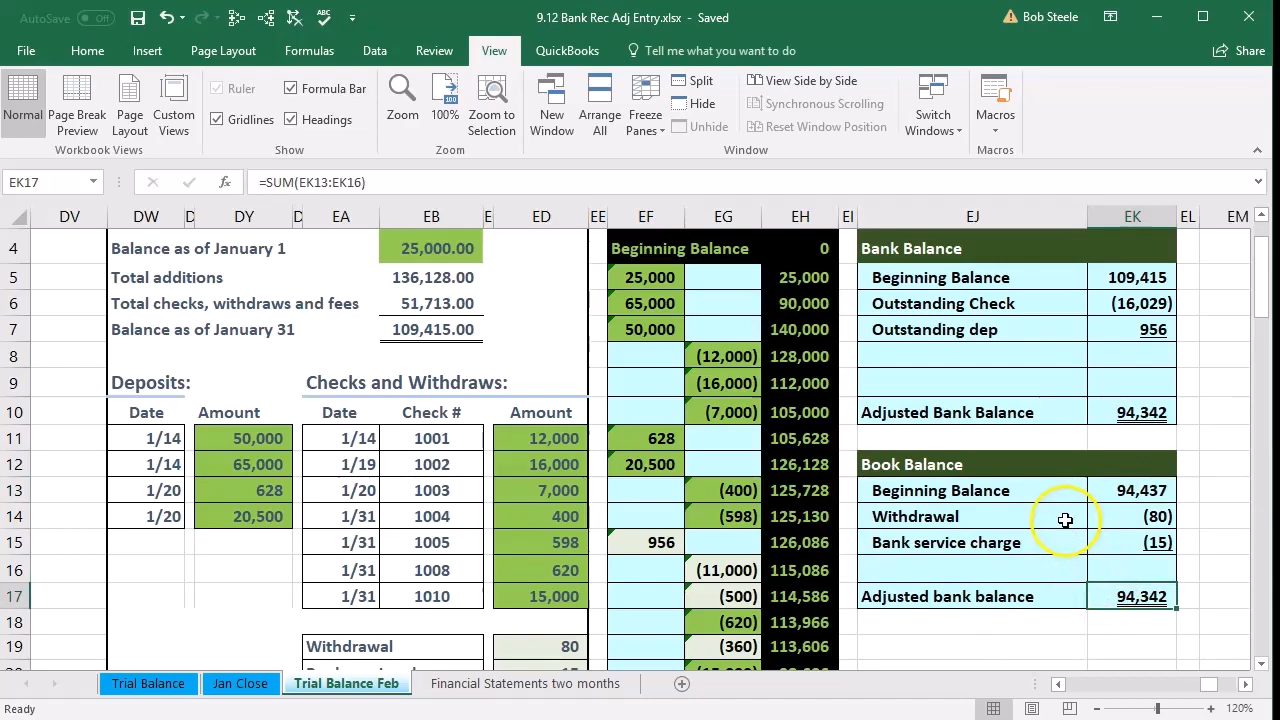 AutoSave Off 9.12 Bank Rec Adj Entry.xlsx - Saved Bob Steele
File Home Insert Page Layout Formulas Data Review View QuickBooks Tell me what you want to do Share
Normal Page Break Preview Page Layout Custom Views
Workbook Views
Ruler Formula Bar
Gridlines Headings
Show
Zoom 100% Zoom to Selection
Zoom
New Window Arrange All Freeze Panes
Split
Hide
Unhide
View Side by Side
Synchronous Scrolling
Reset Window Position
Switch Windows
Window
Macros
Macros
EK17 fx =SUM(EK13:EK16)
DV DW D DY D EA EB E ED EE EF EG EH EI EJ EK EL EM
4 Balance as of January 1 25,000.00 Beginning Balance 0 Bank Balance
5 Total additions 136,128.00 25,000 25,000 Beginning Balance 109,415
6 Total checks, withdraws and fees 51,713.00 65,000 90,000 Outstanding Check (16,029)
7 Balance as of January 31 109,415.00 50,000 140,000 Outstanding dep 956
8 (12,000) 128,000
9 Deposits: Checks and Withdraws: (16,000) 112,000
10 Date Amount Date Check # Amount (7,000) 105,000 Adjusted Bank Balance 94,342
11 1/14 50,000 1/14 1001 12,000 628 105,628
12 1/14 65,000 1/19 1002 16,000 20,500 126,128 Book Balance
13 1/20 628 1/20 1003 7,000 (400) 125,728 Beginning Balance 94,437
14 1/20 20,500 1/31 1004 400 (598) 125,130 Withdrawal (80)
15 1/31 1005 598 956 126,086 Bank service charge (15)
16 1/31 1008 620 (11,000) 115,086
17 1/31 1010 15,000 (500) 114,586 Adjusted bank balance 94,342
18 (620) 113,966
19 Withdrawal 80 (360) 113,606
Trial Balance Jan Close Trial Balance Feb Financial Statements two months
Ready 120%